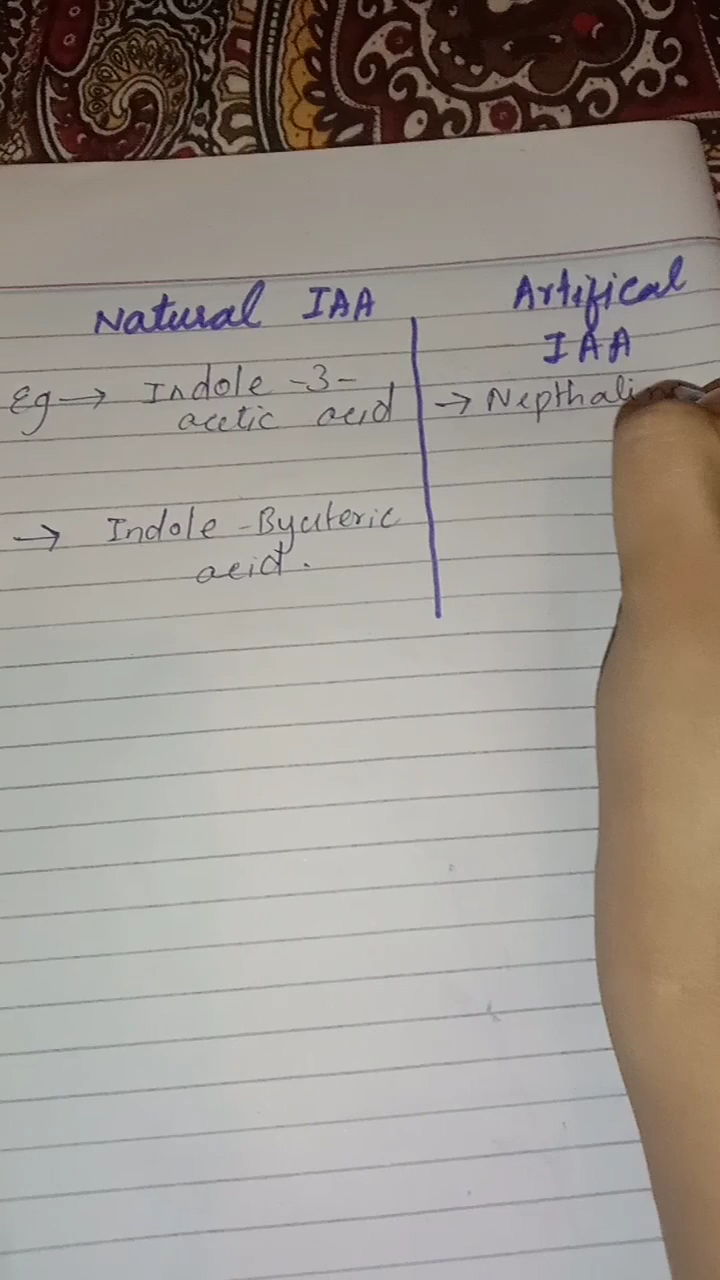 Natural IAA
Eg → Indole -3-
acetic acid
→ Indole -Byuteric
acid.
Artifical
IAA
→ Nepthali